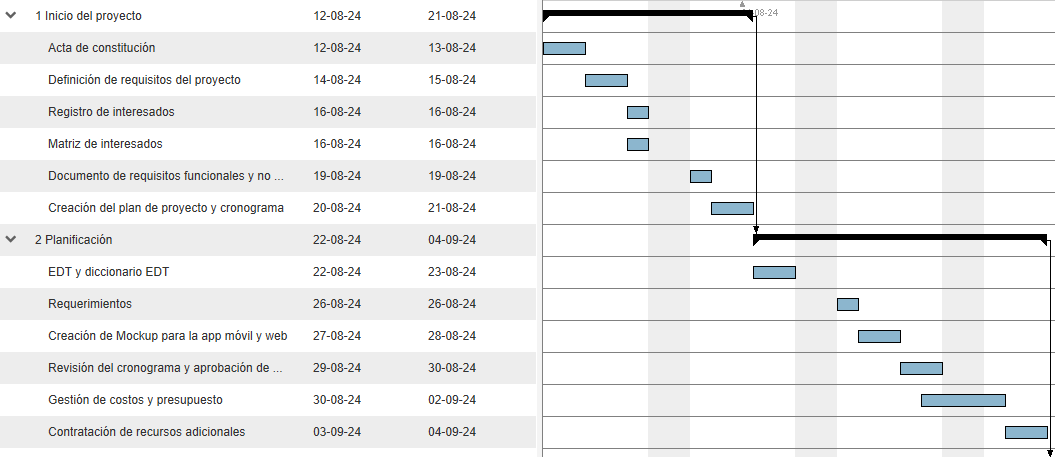 1 Inicio del proyecto 12-08-24 21-08-24
08-24
Acta de constitución 12-08-24 13-08-24
Definición de requisitos del proyecto 14-08-24 15-08-24
Registro de interesados 16-08-24 16-08-24
Matriz de interesados 16-08-24 16-08-24
Documento de requisitos funcionales y no ... 19-08-24 19-08-24
Creación del plan de proyecto y cronograma 20-08-24 21-08-24
2 Planificación 22-08-24 04-09-24
EDT y diccionario EDT 22-08-24 23-08-24
Requerimientos 26-08-24 26-08-24
Creación de Mockup para la app móvil y web 27-08-24 28-08-24
Revisión del cronograma y aprobación de ... 29-08-24 30-08-24
Gestión de costos y presupuesto 30-08-24 02-09-24
Contratación de recursos adicionales 03-09-24 04-09-24